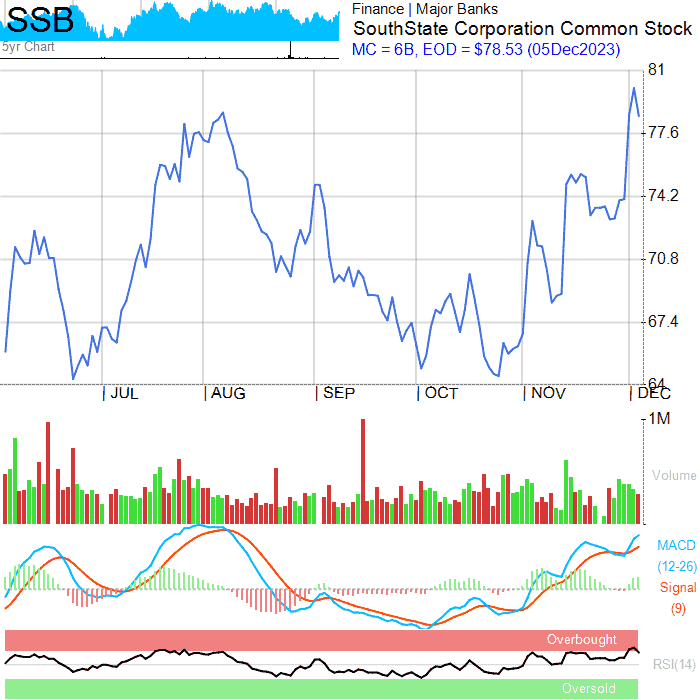 SSB
5yr Chart
Finance | Major Banks
SouthState Corporation Common Stock
MC = 6B, EOD = $78.53 (05Dec2023)
81
77.6
74.2
70.8
67.4
64
| JUL | AUG | SEP | OCT | NOV | DEC
1M
Volume
MACD
(12-26)
Signal
(9)
Overbought
RSI(14)
Oversold